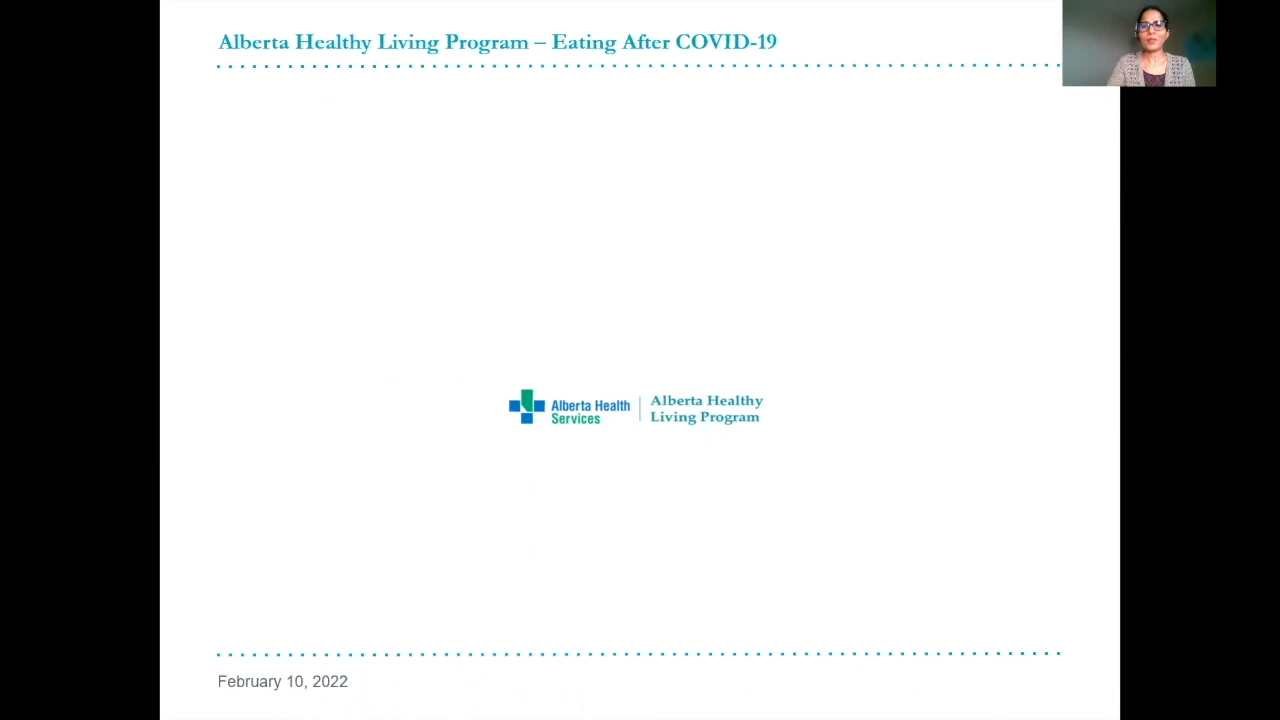 Alberta Healthy Living Program – Eating After COVID-19
Alberta Health
Services
Alberta Healthy
Living Program
February 10, 2022